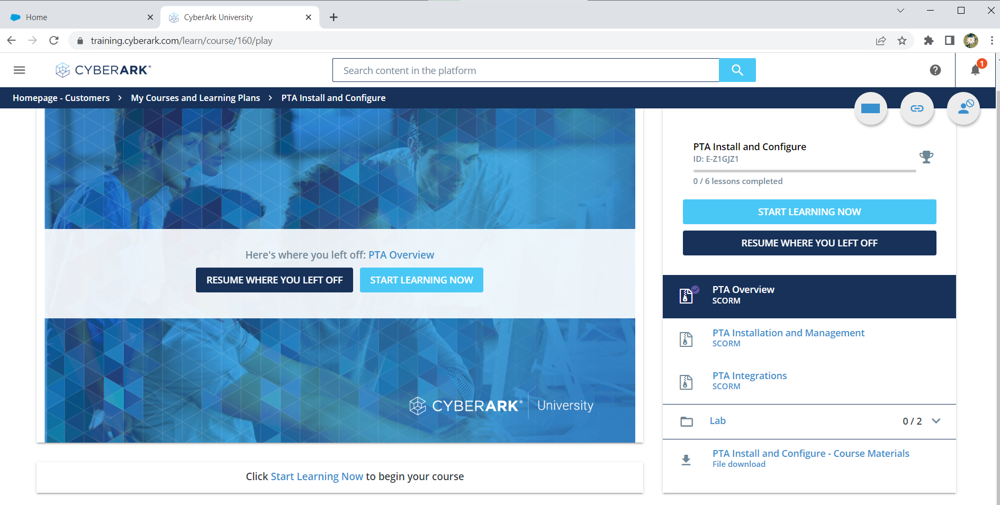 Home
CyberArk University
training.cyberark.com/learn/course/160/play
CYBERARK®
Search content in the platform
1
Homepage - Customers > My Courses and Learning Plans > PTA Install and Configure
Here's where you left off: PTA Overview
RESUME WHERE YOU LEFT OFF
START LEARNING NOW
CYBERARK® University
Click Start Learning Now to begin your course
PTA Install and Configure
ID: E-Z1GJZ1
0 / 6 lessons completed
START LEARNING NOW
RESUME WHERE YOU LEFT OFF
PTA Overview
SCORM
PTA Installation and Management
SCORM
PTA Integrations
SCORM
Lab 0 / 2
PTA Install and Configure - Course Materials
File download